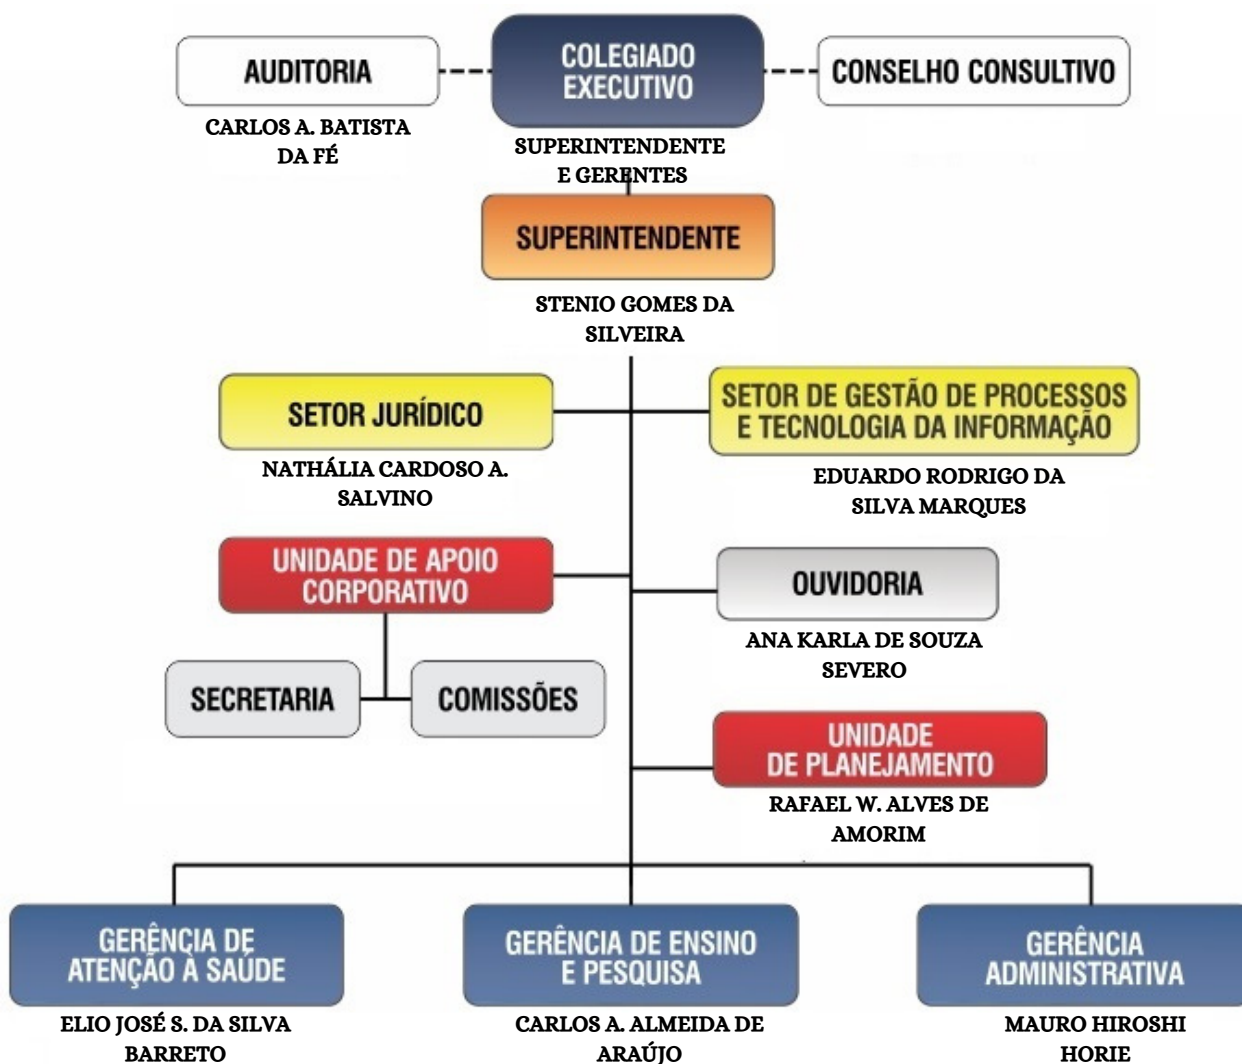 AUDITORIA
COLEGIADO
EXECUTIVO
CONSELHO CONSULTIVO
CARLOS A. BATISTA
DA FÉ
SUPERINTENDENTE
E GERENTES
SUPERINTENDENTE
STENIO GOMES DA
SILVEIRA
SETOR JURÍDICO
SETOR DE GESTÃO DE PROCESSOS
E TECNOLOGIA DA INFORMAÇÃO
NATHÁLIA CARDOSO A.
SALVINO
EDUARDO RODRIGO DA
SILVA MARQUES
UNIDADE DE APOIO
CORPORATIVO
OUVIDORIA
ANA KARLA DE SOUZA
SEVERO
SECRETARIA
COMISSÕES
UNIDADE
DE PLANEJAMENTO
RAFAEL W. ALVES DE
AMORIM
GERÊNCIA DE
ATENÇÃO À SAÚDE
GERÊNCIA DE ENSINO
E PESQUISA
GERÊNCIA
ADMINISTRATIVA
ELIO JOSÉ S. DA SILVA
BARRETO
CARLOS A. ALMEIDA DE
ARAÚJO
MAURO HIROSHI
HORIE